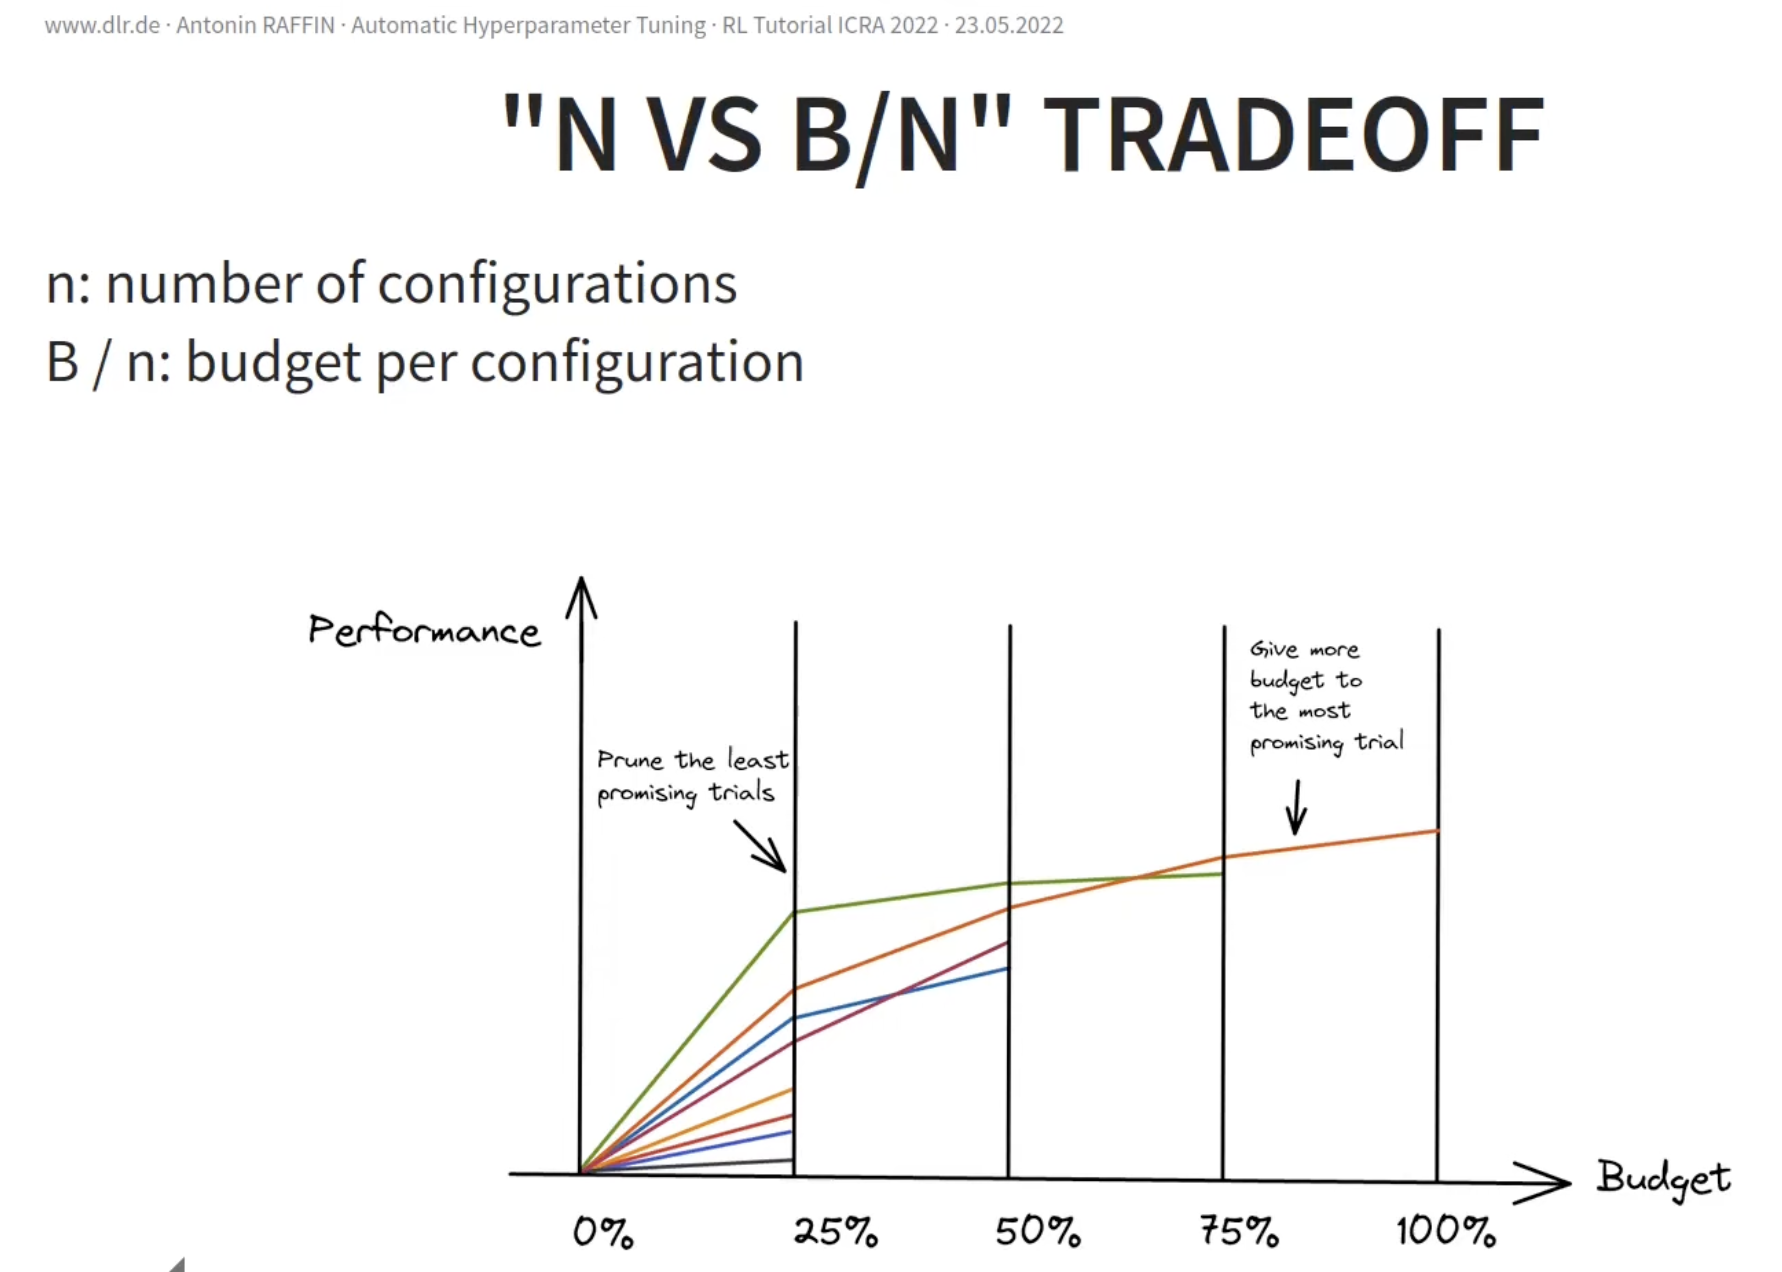 www.dlr.de · Antonin RAFFIN · Automatic Hyperparameter Tuning · RL Tutorial ICRA 2022 · 23.05.2022
"N VS B/N" TRADEOFF
n: number of configurations
B / n: budget per configuration
Performance
Prune the least
promising trials
Give more
budget to
the most
promising trial
Budget
0% 25% 50% 75% 100%